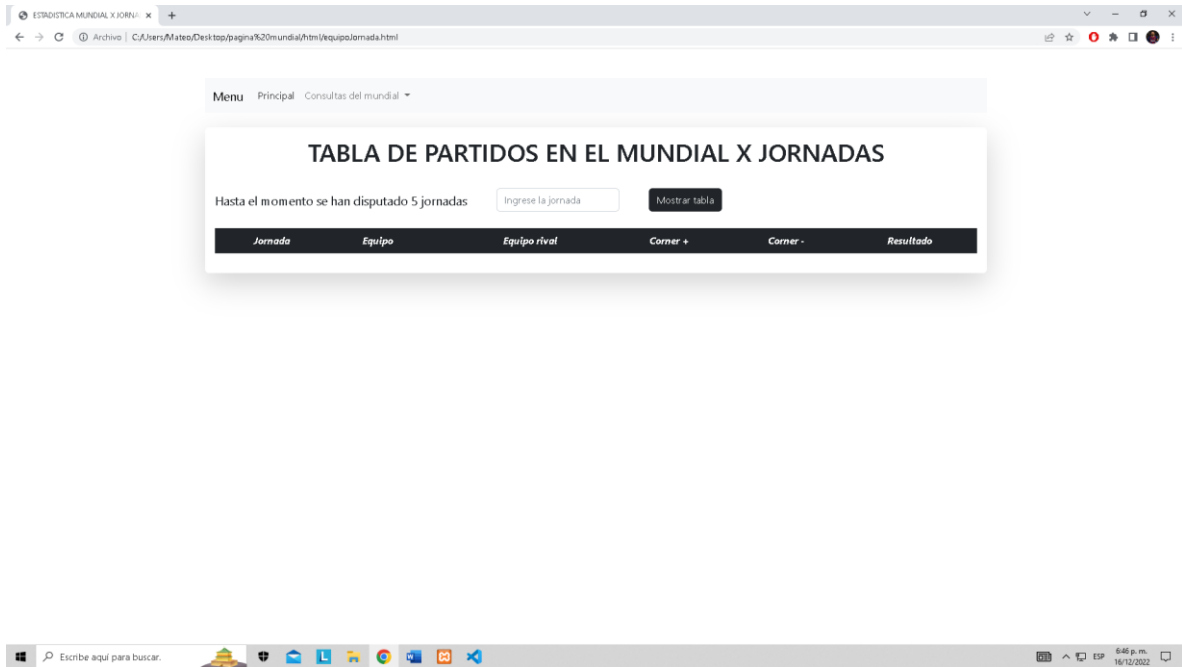 ESTADISTICA MUNDIAL X JORNA
Archivo | C:/Users/Mateo/Desktop/pagina%20mundial/html/equipoJornada.html
Menu Principal Consultas del mundial
TABLA DE PARTIDOS EN EL MUNDIAL X JORNADAS
Hasta el momento se han disputado 5 jornadas Ingrese la jornada Mostrar tabla
Jornada Equipo Equipo rival Corner + Corner - Resultado
Escribe aquí para buscar. ESP 6:46 p. m.
16/12/2022